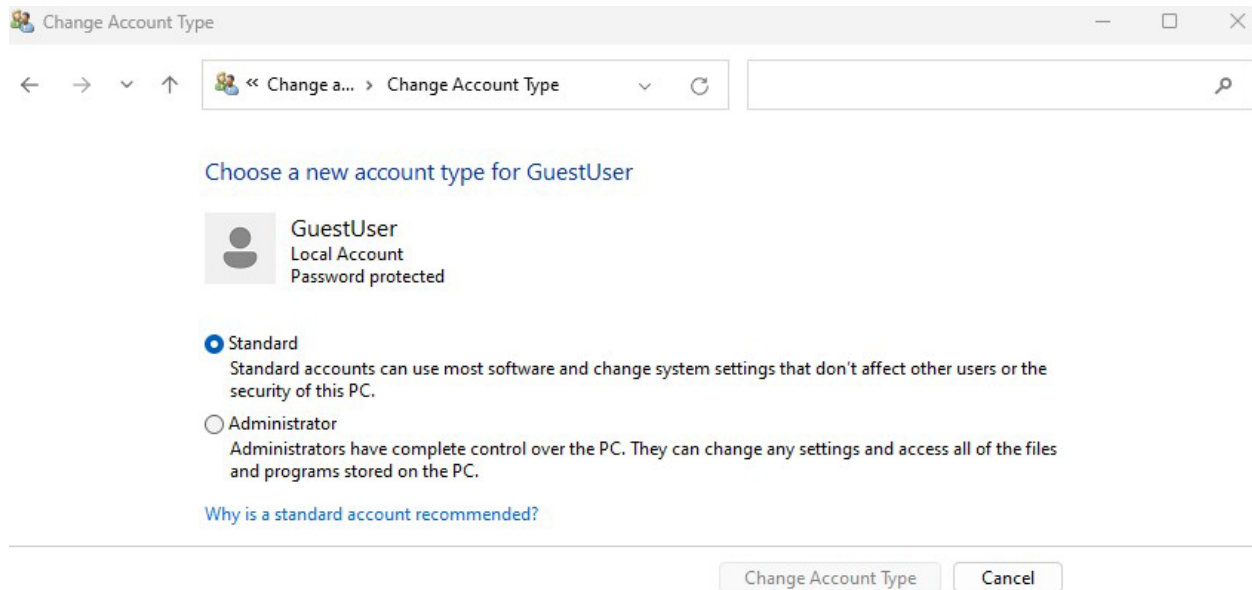 Change Account Type
« Change a... > Change Account Type
Choose a new account type for GuestUser
GuestUser
Local Account
Password protected
Standard
Standard accounts can use most software and change system settings that don't affect other users or the
security of this PC.
Administrator
Administrators have complete control over the PC. They can change any settings and access all of the files
and programs stored on the PC.
Why is a standard account recommended?
Change Account Type Cancel